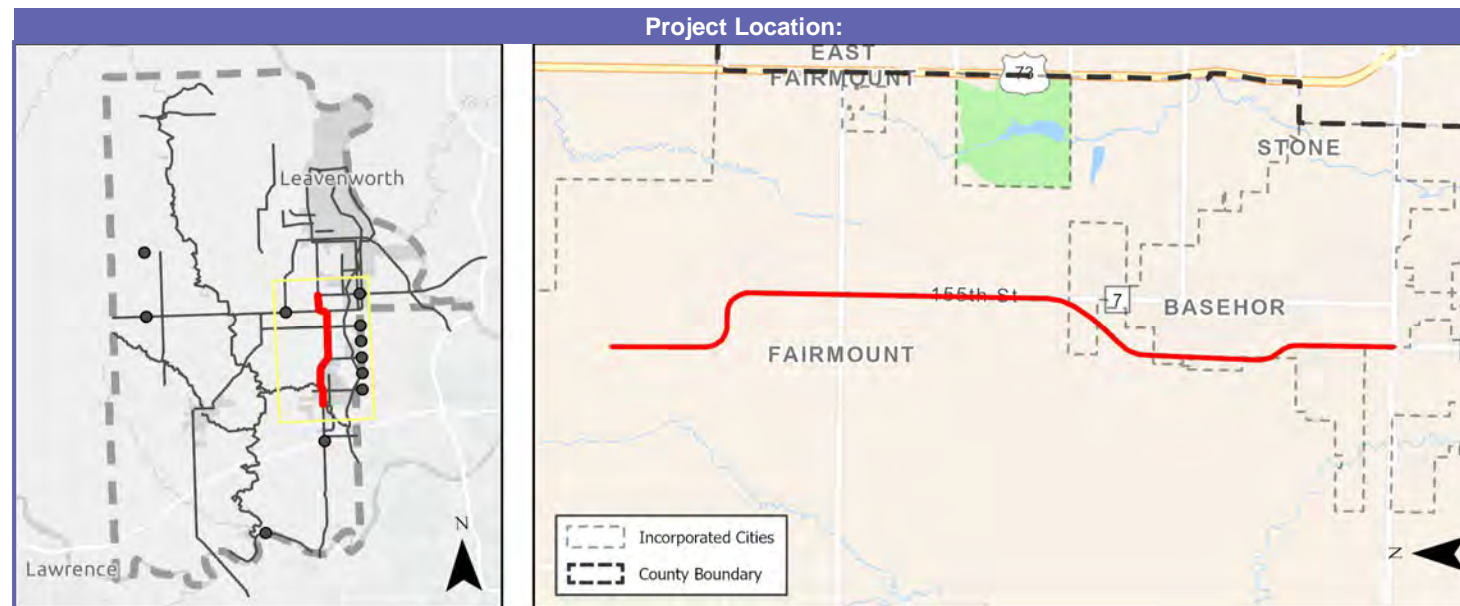 Project Location:
Leavenworth
Lawrence
N
EAST
FAIRMOUNT
73
STONE
155th St
7
BASEHOR
FAIRMOUNT
Incorporated Cities
County Boundary
N